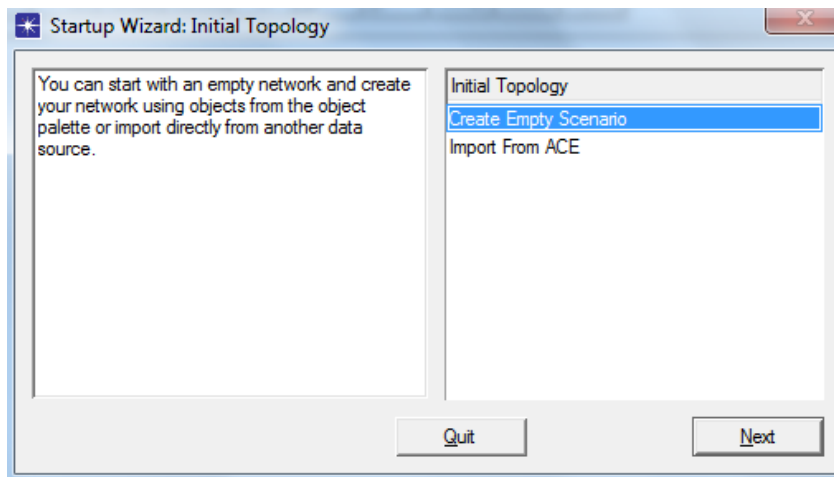 Startup Wizard: Initial Topology
You can start with an empty network and create
your network using objects from the object
palette or import directly from another data
source.
Initial Topology
Create Empty Scenario
Import From ACE
Quit
Next